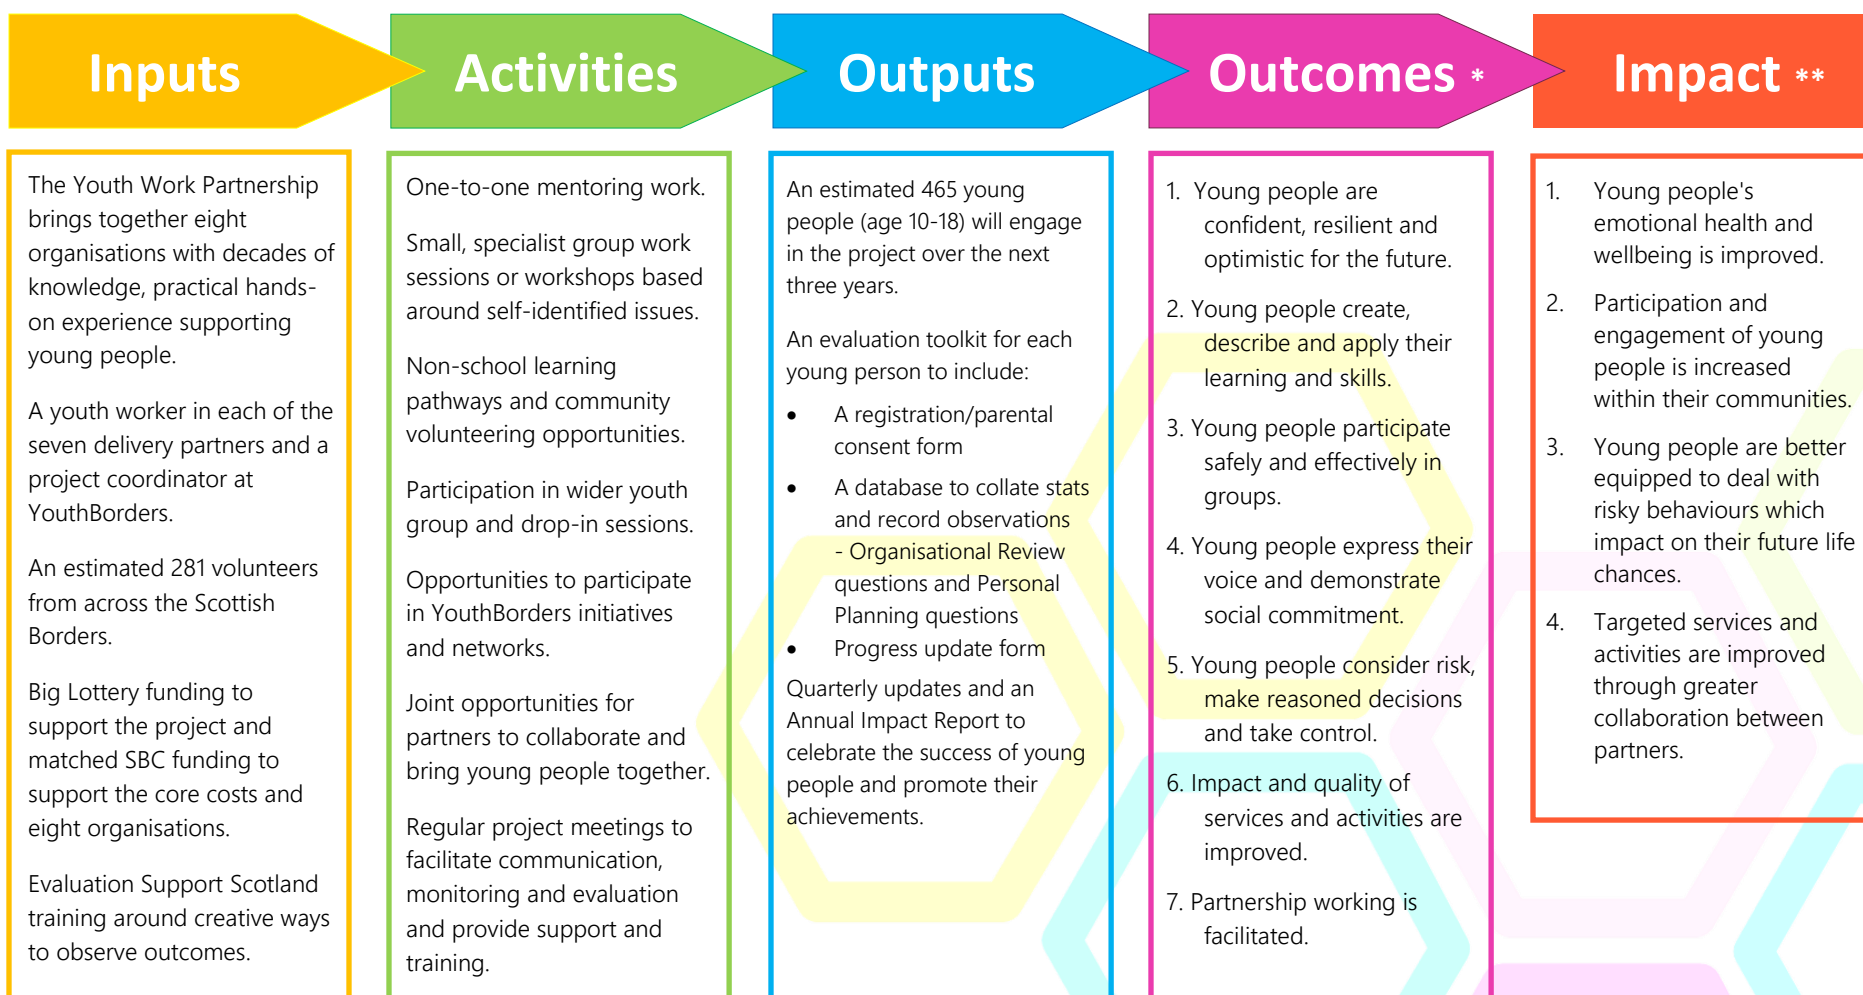 Inputs
Activities
Outputs
Outcomes *
Impact **
The Youth Work Partnership
brings together eight
organisations with decades of
knowledge, practical hands-
on experience supporting
young people.
A youth worker in each of the
seven delivery partners and a
project coordinator at
YouthBorders.
An estimated 281 volunteers
from across the Scottish
Borders.
Big Lottery funding to
support the project and
matched SBC funding to
support the core costs and
eight organisations.
Evaluation Support Scotland
training around creative ways
to observe outcomes.
One-to-one mentoring work.
Small, specialist group work
sessions or workshops based
around self-identified issues.
Non-school learning
pathways and community
volunteering opportunities.
Participation in wider youth
group and drop-in sessions.
Opportunities to participate
in YouthBorders initiatives
and networks.
Joint opportunities for
partners to collaborate and
bring young people together.
Regular project meetings to
facilitate communication,
monitoring and evaluation
and provide support and
training.
An estimated 465 young
people (age 10-18) will engage
in the project over the next
three years.
An evaluation toolkit for each
young person to include:
• A registration/parental
consent form
• A database to collate stats
and record observations
- Organisational Review
questions and Personal
Planning questions
• Progress update form
Quarterly updates and an
Annual Impact Report to
celebrate the success of young
people and promote their
achievements.
1. Young people are
confident, resilient and
optimistic for the future.
2. Young people create,
describe and apply their
learning and skills.
3. Young people participate
safely and effectively in
groups.
4. Young people express their
voice and demonstrate
social commitment.
5. Young people consider risk,
make reasoned decisions
and take control.
6. Impact and quality of
services and activities are
improved.
7. Partnership working is
facilitated.
1. Young people's
emotional health and
wellbeing is improved.
2. Participation and
engagement of young
people is increased
within their communities.
3. Young people are better
equipped to deal with
risky behaviours which
impact on their future life
chances.
4. Targeted services and
activities are improved
through greater
collaboration between
partners.